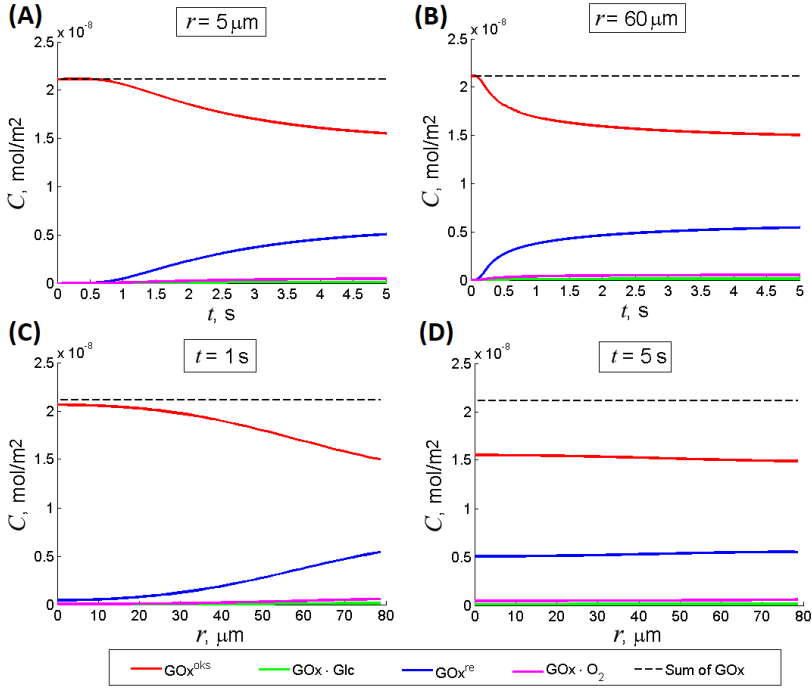 (A)
r = 5 μm
× 10⁻⁸
2.5
2
1.5
1
0.5
0
C, mol/m2
0 0.5 1 1.5 2 2.5 3 3.5 4 4.5 5
t, s
(B)
r = 60 μm
× 10⁻⁸
2.5
2
1.5
1
0.5
0
C, mol/m2
0 0.5 1 1.5 2 2.5 3 3.5 4 4.5 5
t, s
(C)
t = 1 s
× 10⁻⁸
2.5
2
1.5
1
0.5
0
C, mol/m2
0 10 20 30 40 50 60 70 80
r, μm
(D)
t = 5 s
× 10⁻⁸
2.5
2
1.5
1
0.5
0
C, mol/m2
0 10 20 30 40 50 60 70 80
r, μm
GOx^oks GOx · Glc GOx^re GOx · O₂ Sum of GOx